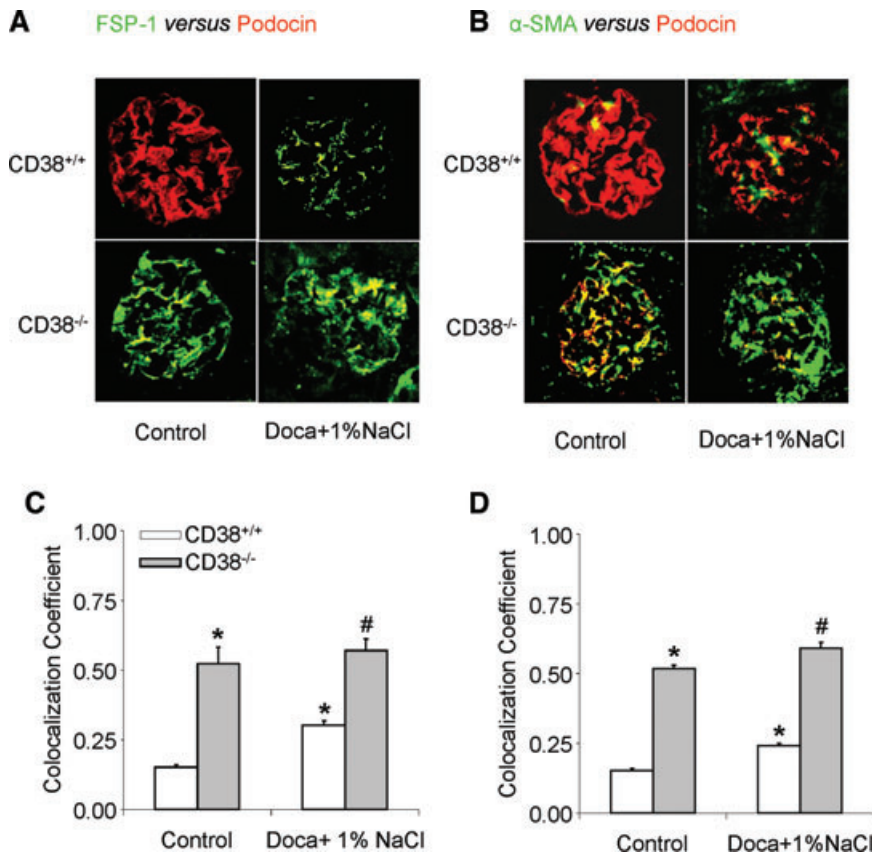 A FSP-1 versus Podocin
CD38+/+
CD38-/-
Control Doca+1%NaCl
B α-SMA versus Podocin
CD38+/+
CD38-/-
Control Doca+1%NaCl
C
Colocalization Coefficient
1.00
0.75
0.50
0.25
0.00
CD38+/+
CD38-/-
*
*
#
Control Doca+ 1% NaCl
D
Colocalization Coefficient
1.00
0.75
0.50
0.25
0.00
*
*
#
Control Doca+1%NaCl